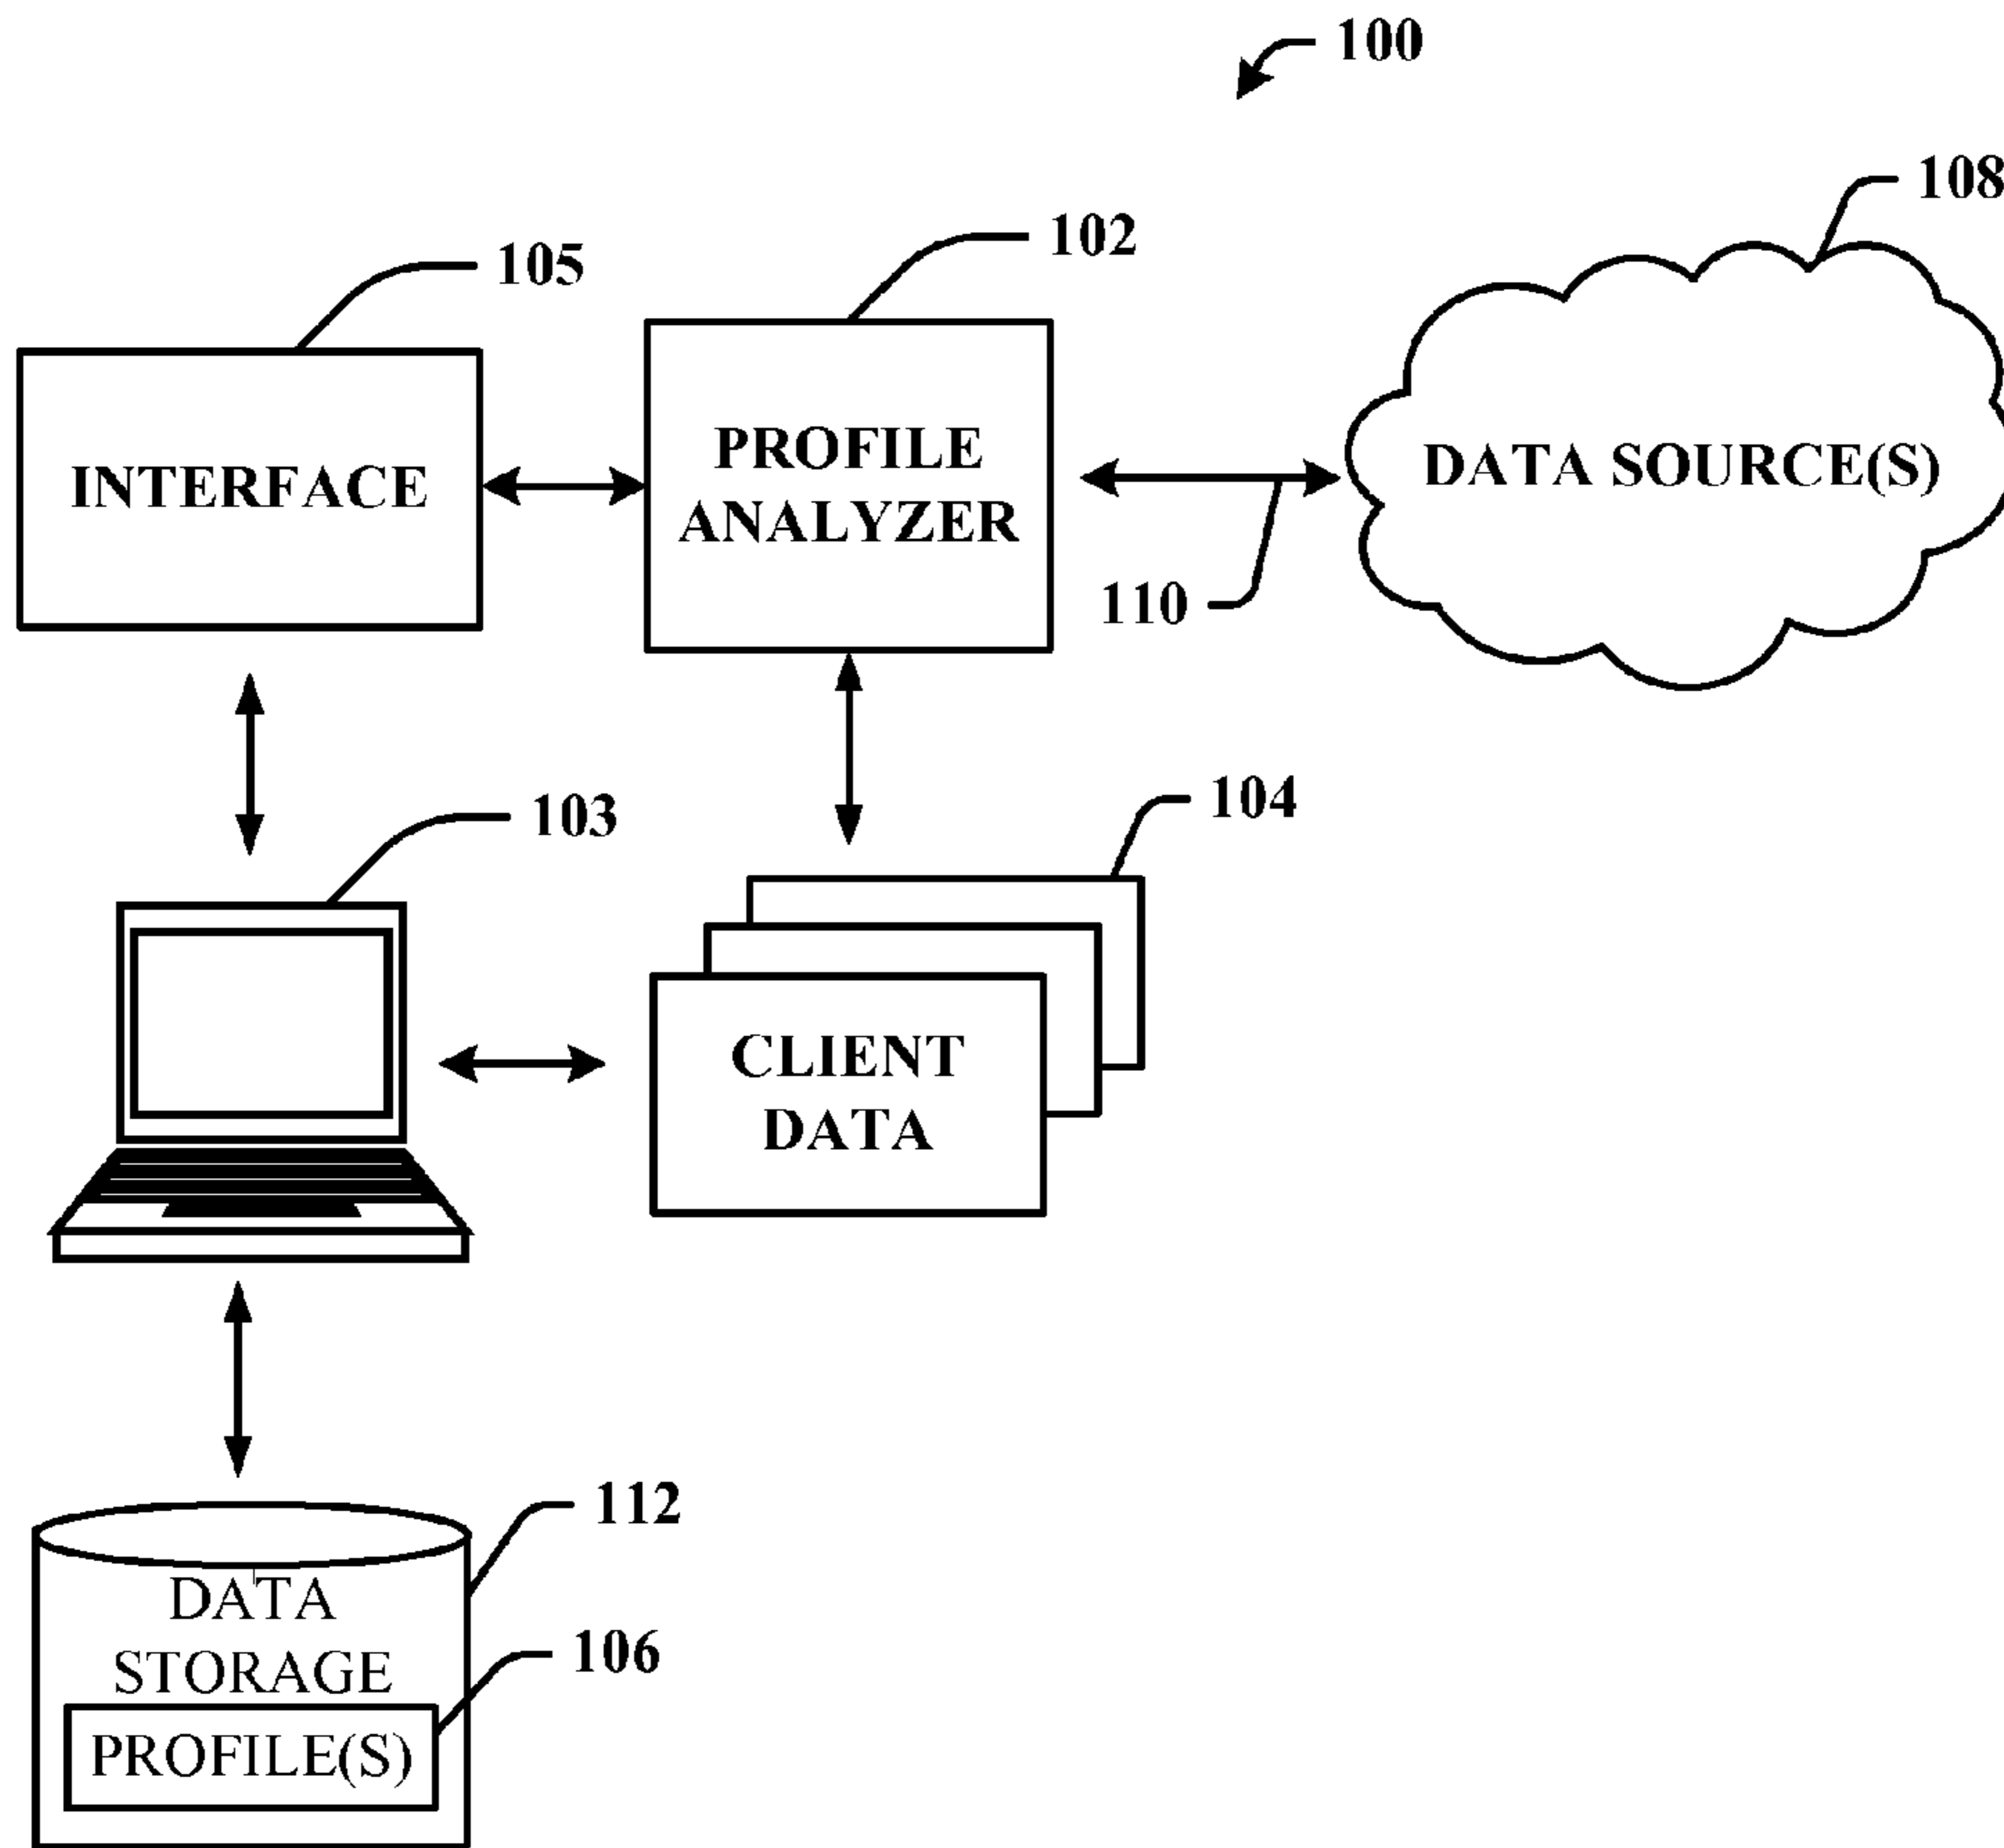 100
108
102
105
PROFILE
ANALYZER
INTERFACE
DATA SOURCE(S)
110
104
103
CLIENT
DATA
112
DATA
STORAGE
106
PROFILE(S)